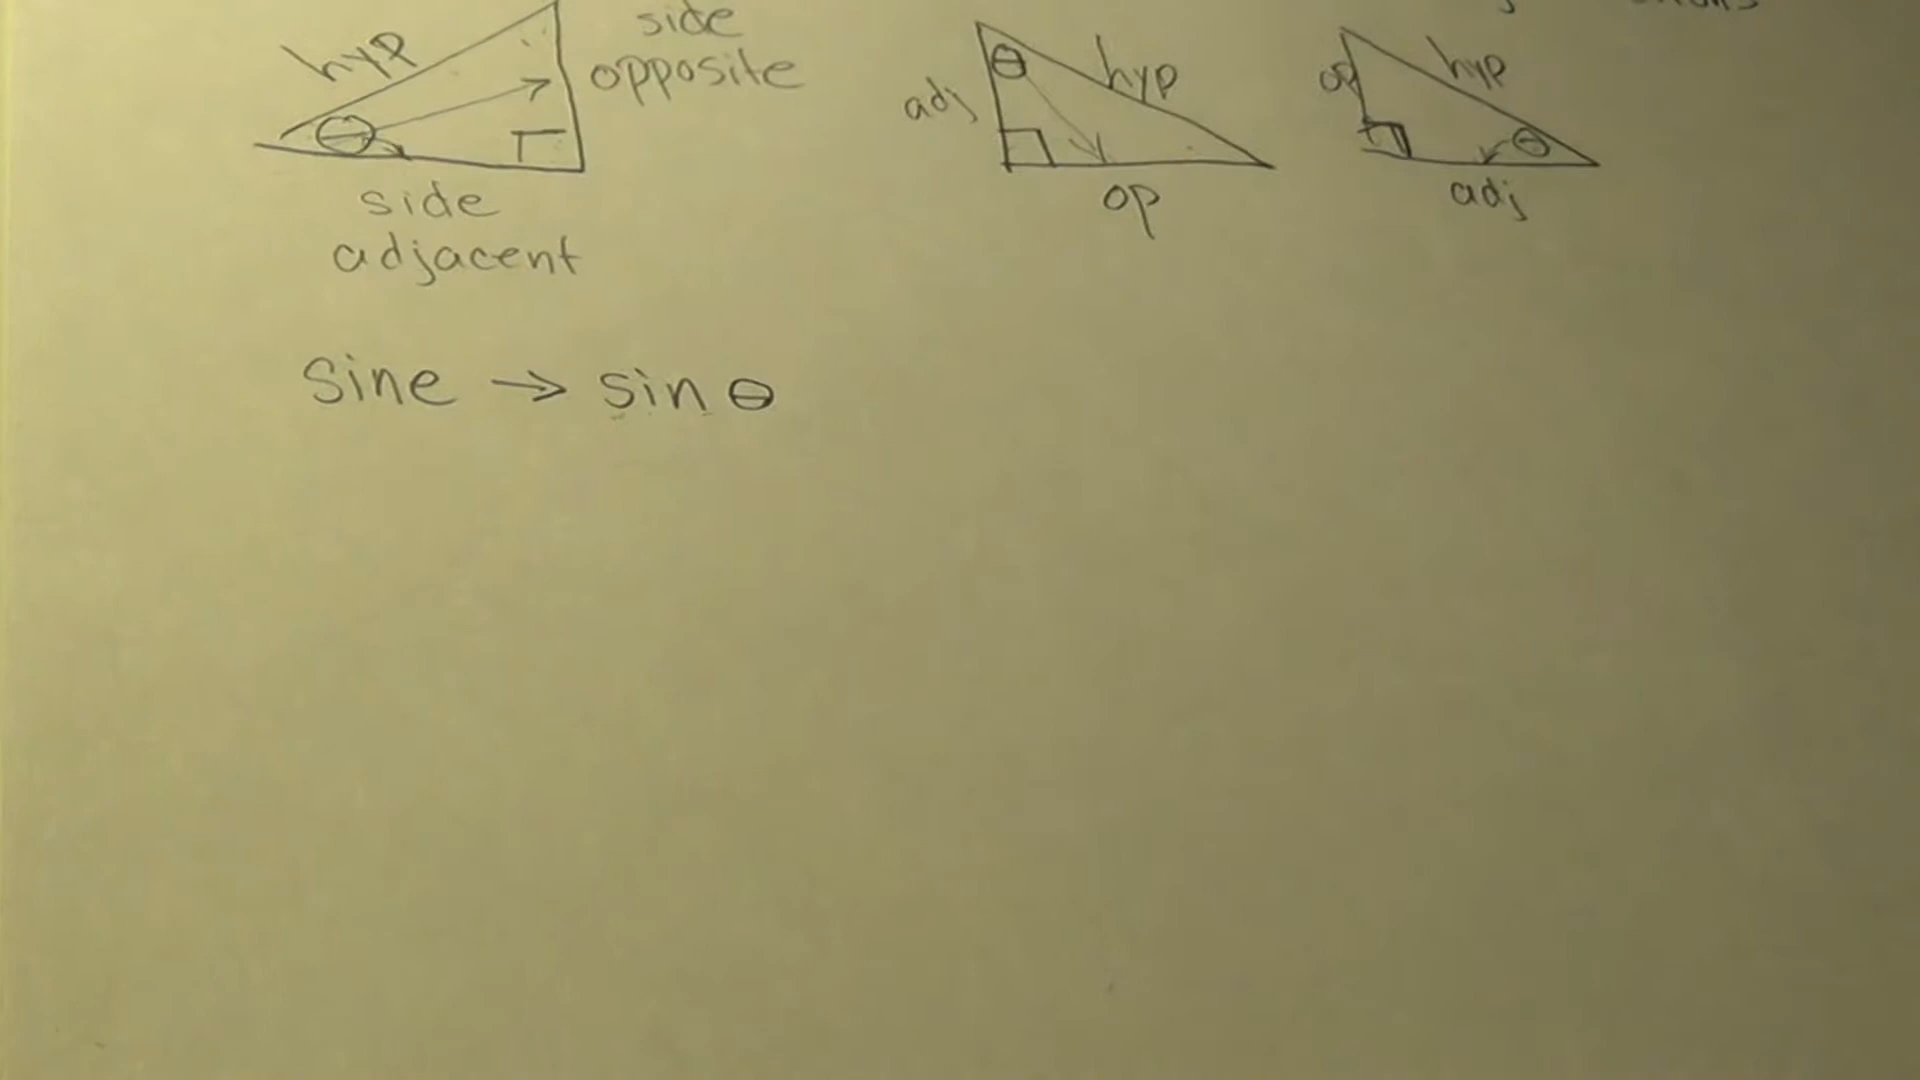 hyp
side
opposite
side
adjacent
θ
adj
θ
hyp
op
op
hyp
θ
adj
Sine → sin θ